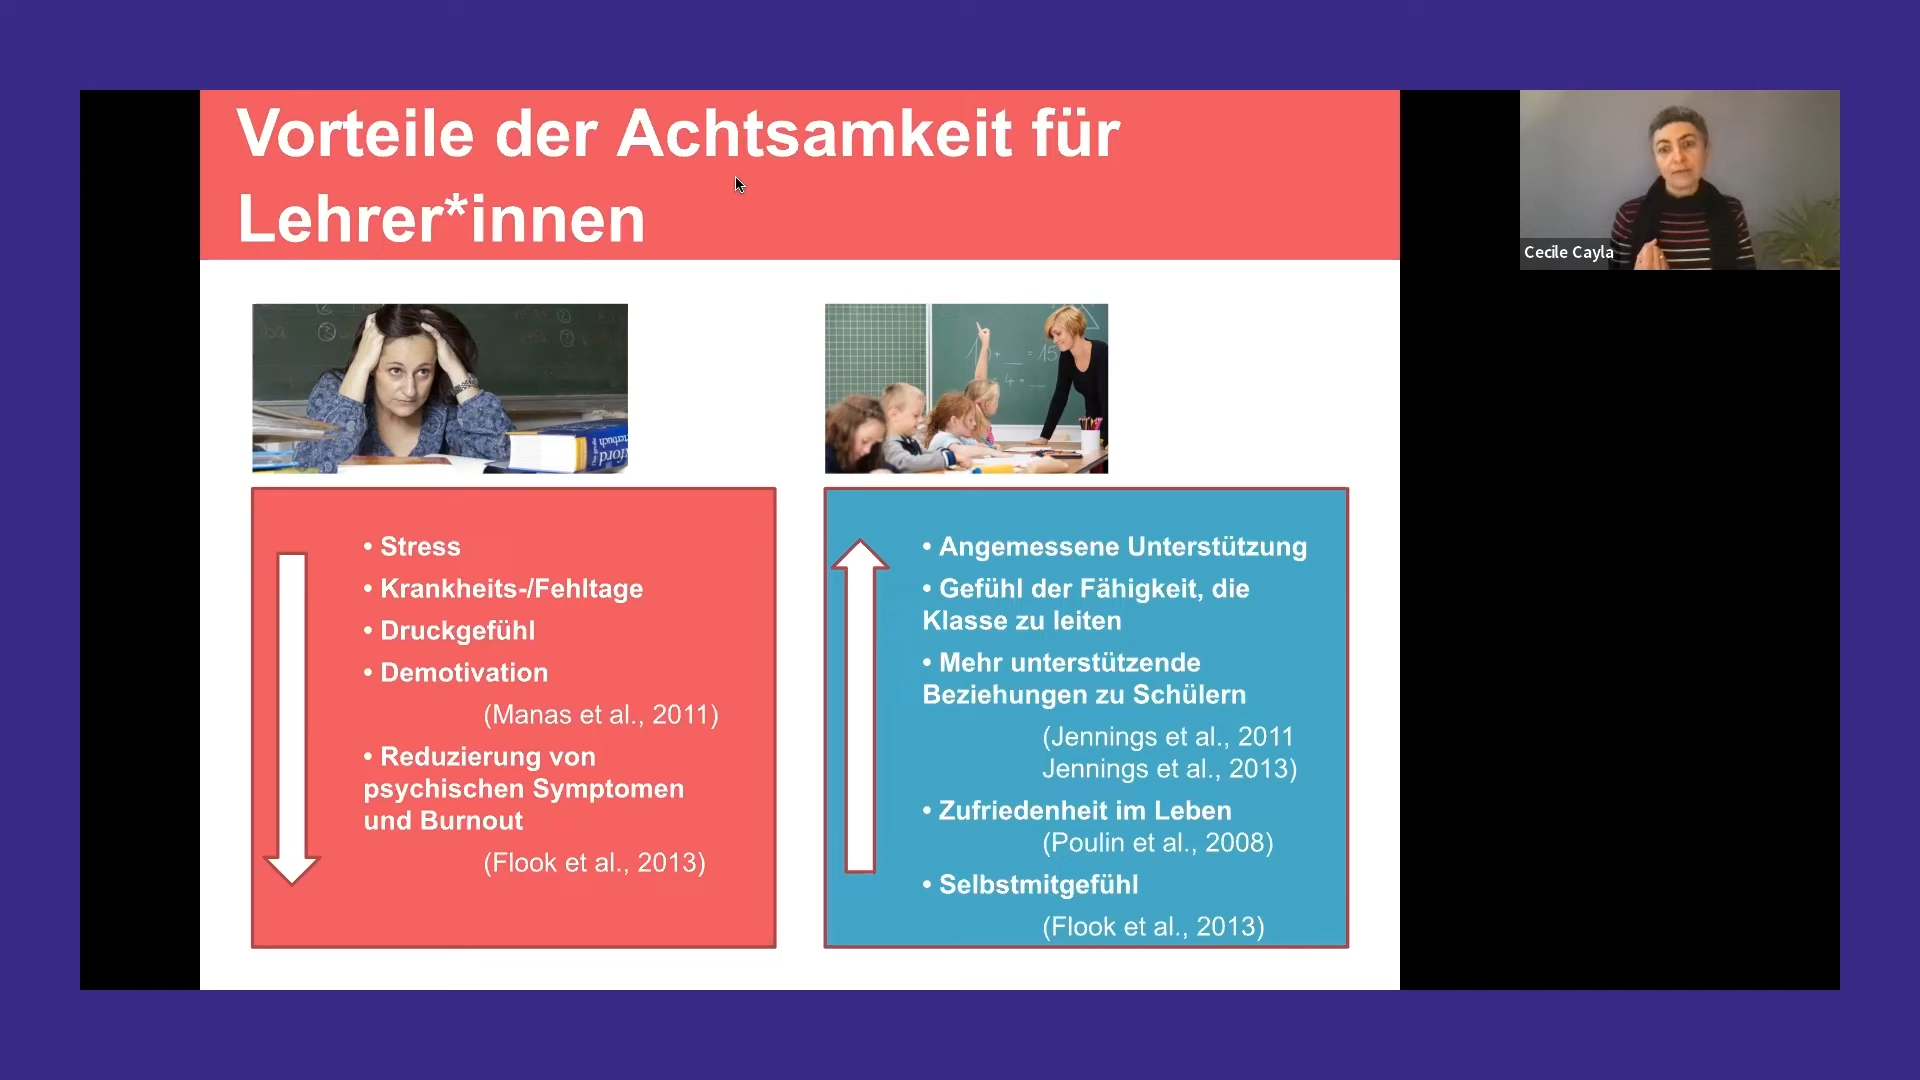 Vorteile der Achtsamkeit für
Lehrer*innen
Cecile Cayla
• Stress
• Krankheits-/Fehltage
• Druckgefühl
• Demotivation
(Manas et al., 2011)
• Reduzierung von
psychischen Symptomen
und Burnout
(Flook et al., 2013)
• Angemessene Unterstützung
• Gefühl der Fähigkeit, die
Klasse zu leiten
• Mehr unterstützende
Beziehungen zu Schülern
(Jennings et al., 2011
Jennings et al., 2013)
• Zufriedenheit im Leben
(Poulin et al., 2008)
• Selbstmitgefühl
(Flook et al., 2013)